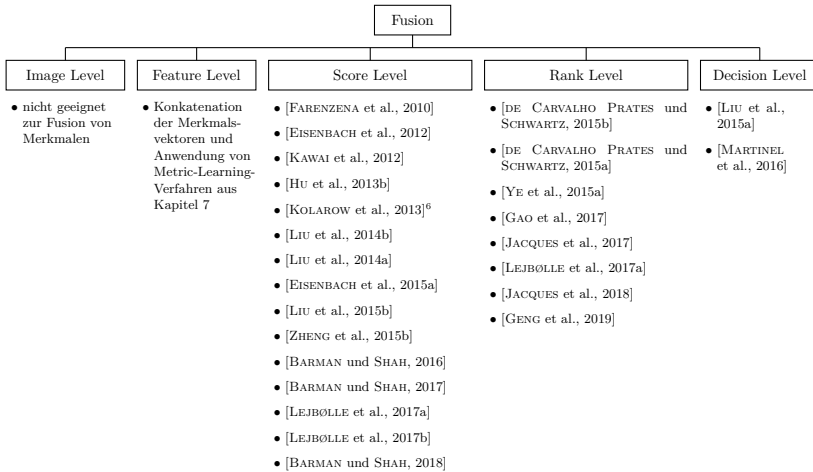 Fusion
Image Level
• nicht geeignet
zur Fusion von
Merkmalen
Feature Level
• Konkatenation
der Merkmals-
vektoren und
Anwendung von
Metric-Learning-
Verfahren aus
Kapitel 7
Score Level
• [FARENZENA et al., 2010]
• [EISENBACH et al., 2012]
• [KAWAI et al., 2012]
• [HU et al., 2013b]
• [KOLAROW et al., 2013]⁶
• [LIU et al., 2014b]
• [LIU et al., 2014a]
• [EISENBACH et al., 2015a]
• [LIU et al., 2015b]
• [ZHENG et al., 2015b]
• [BARMAN und SHAH, 2016]
• [BARMAN und SHAH, 2017]
• [LEJBØLLE et al., 2017a]
• [LEJBØLLE et al., 2017b]
• [BARMAN und SHAH, 2018]
Rank Level
• [DE CARVALHO PRATES und
SCHWARTZ, 2015b]
• [DE CARVALHO PRATES und
SCHWARTZ, 2015a]
• [YE et al., 2015a]
• [GAO et al., 2017]
• [JACQUES et al., 2017]
• [LEJBØLLE et al., 2017a]
• [JACQUES et al., 2018]
• [GENG et al., 2019]
Decision Level
• [LIU et al.,
2015a]
• [MARTINEL
et al., 2016]